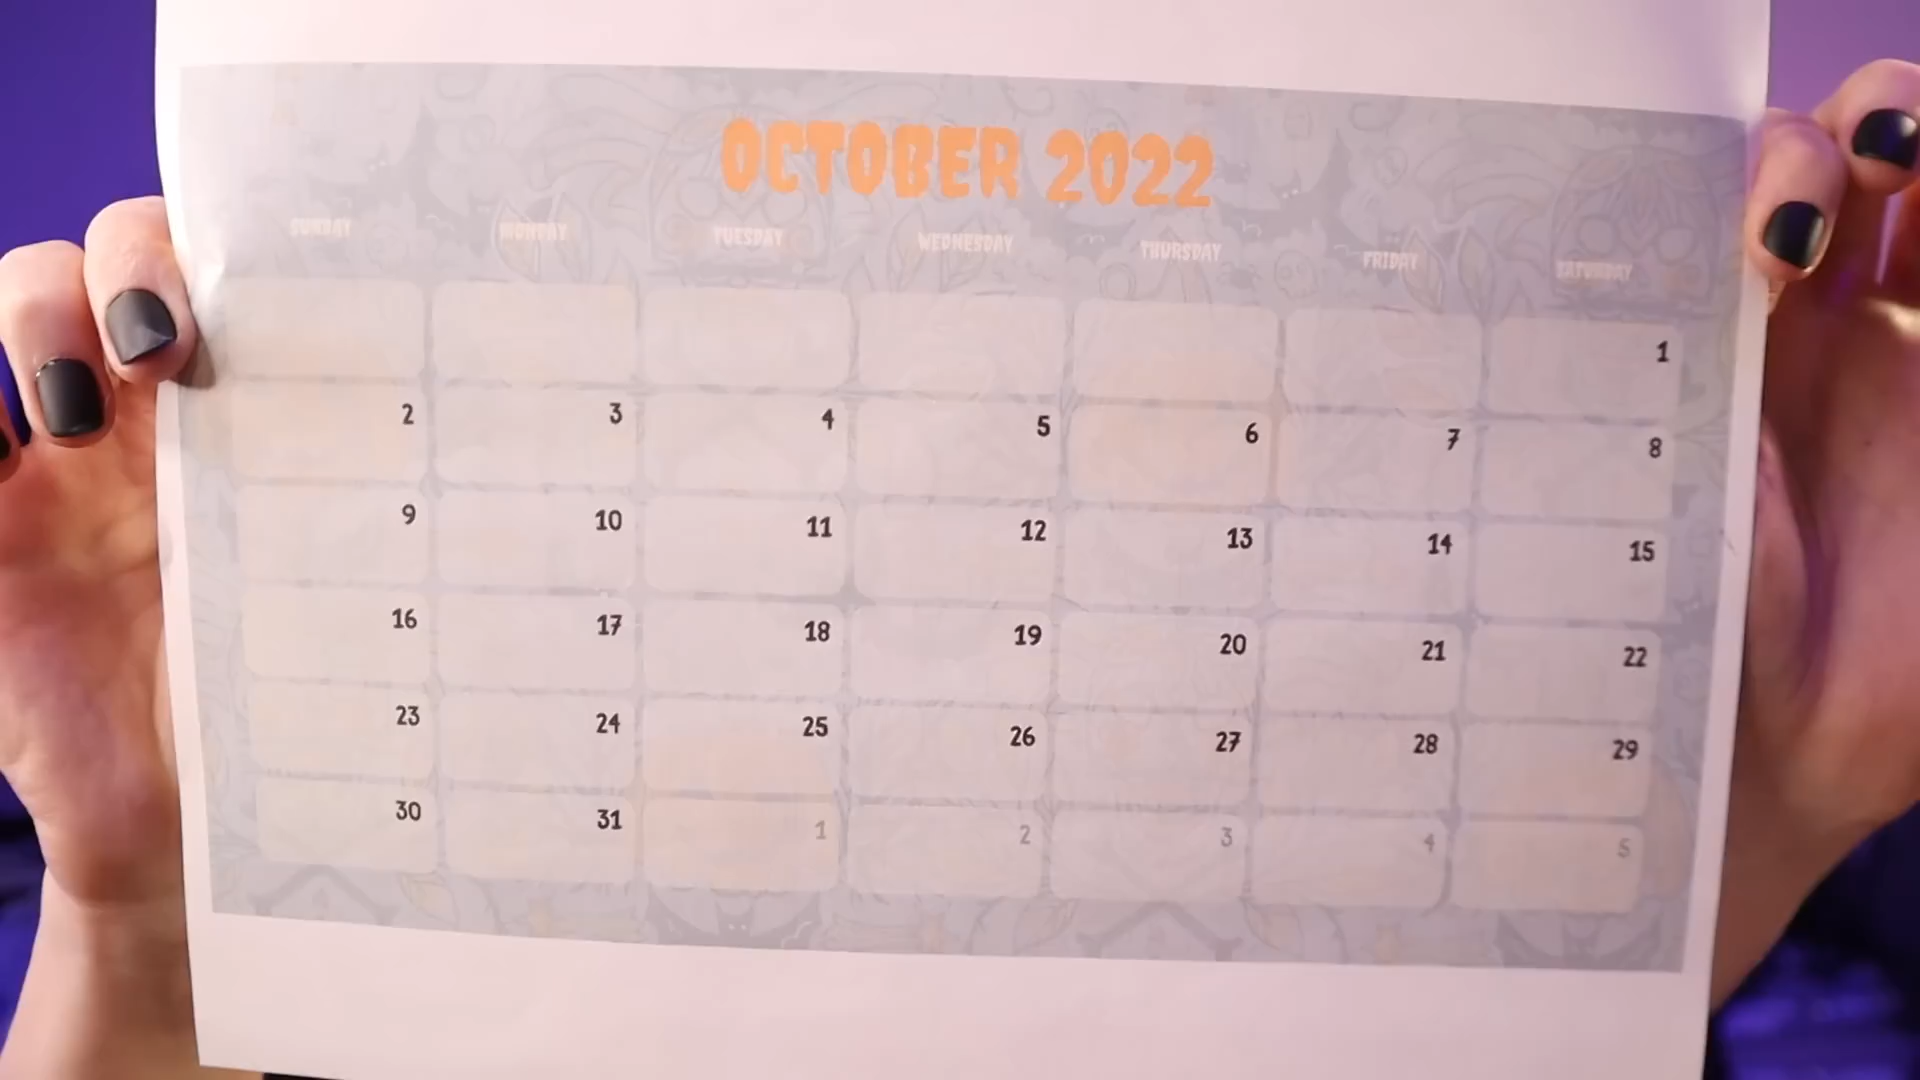 OCTOBER 2022
SUNDAY MONDAY TUESDAY WEDNESDAY THURSDAY FRIDAY SATURDAY
1
2 3 4 5 6 7 8
9 10 11 12 13 14 15
16 17 18 19 20 21 22
23 24 25 26 27 28 29
30 31 1 2 3 4 5